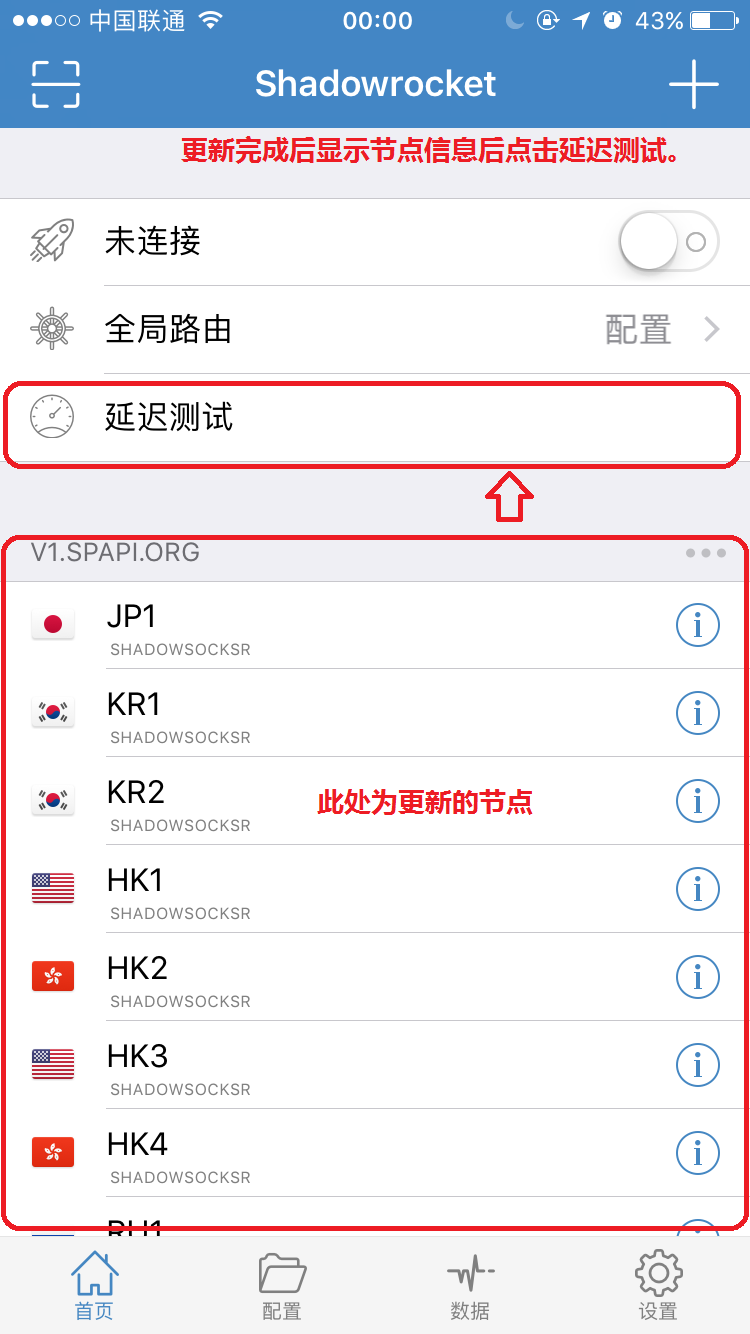 中国联通
00:00
43%
Shadowrocket
更新完成后显示节点信息后点击延迟测试。
未连接
全局路由
配置
延迟测试
V1.SPAPI.ORG
JP1
SHADOWSOCKSR
KR1
SHADOWSOCKSR
KR2
SHADOWSOCKSR
此处为更新的节点
HK1
SHADOWSOCKSR
HK2
SHADOWSOCKSR
HK3
SHADOWSOCKSR
HK4
SHADOWSOCKSR
首页
配置
数据
设置